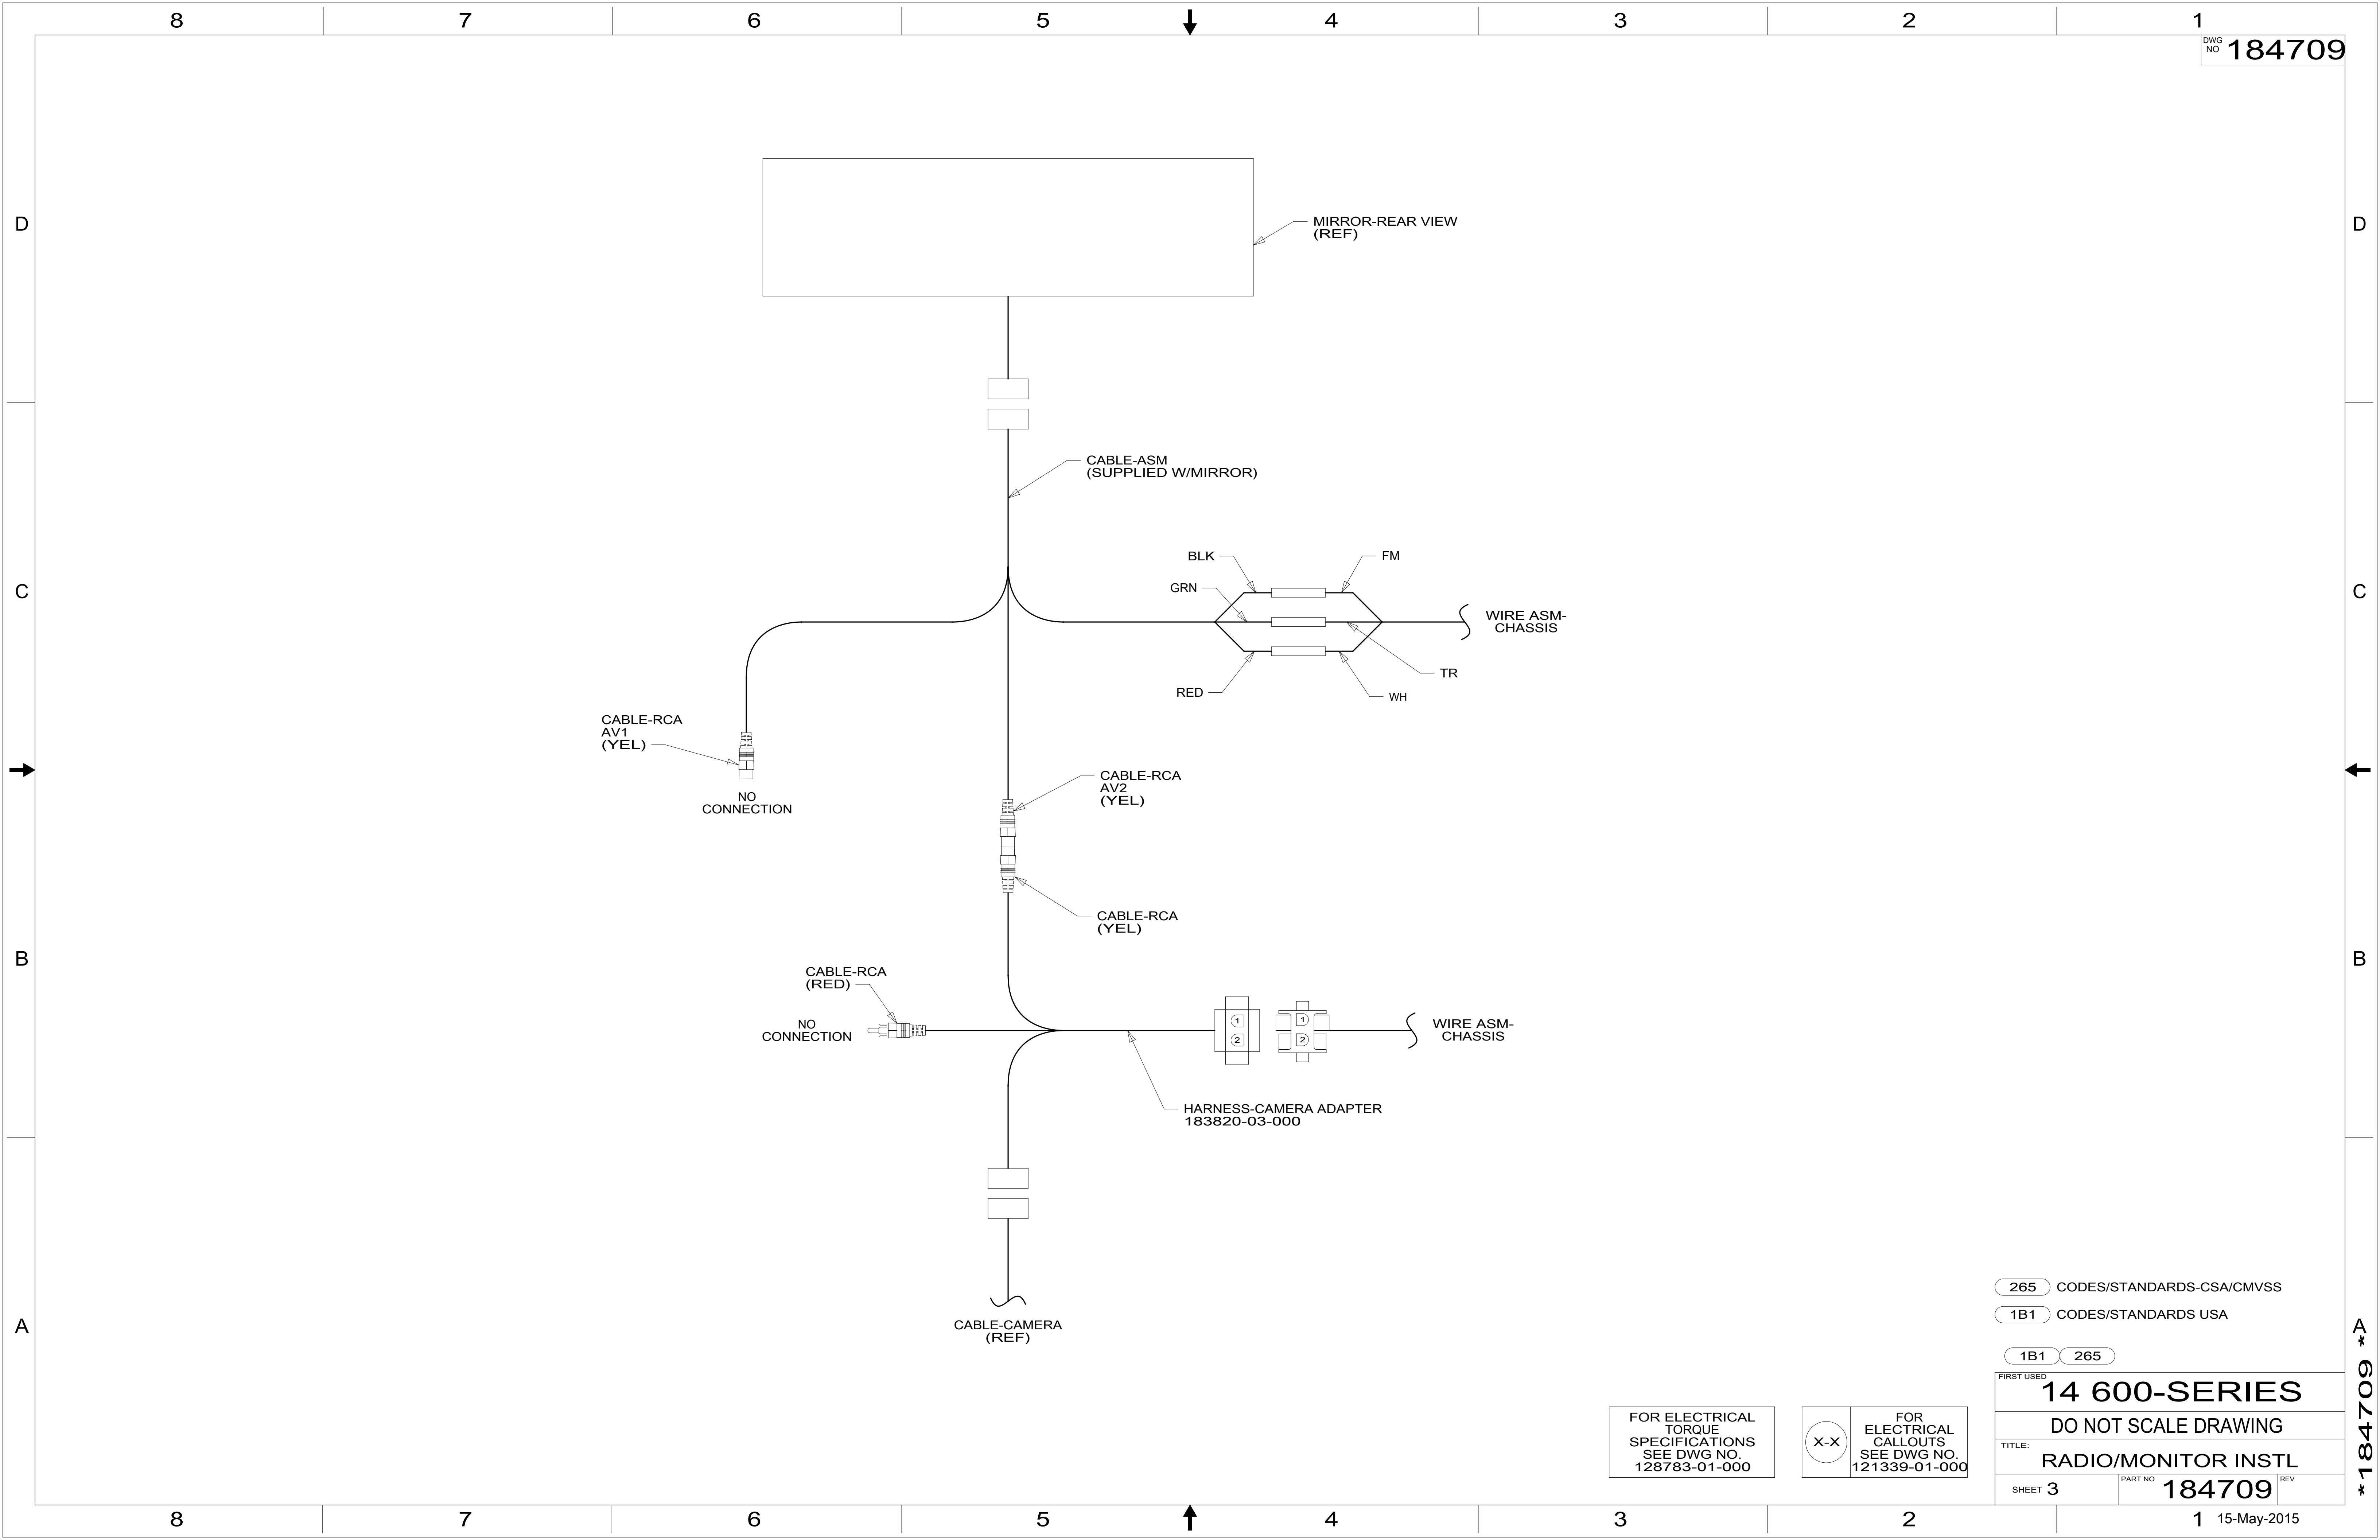 8 7 6 5 4 3 2 1
DWG
NO 184709
D D
MIRROR-REAR VIEW
(REF)
CABLE-ASM
(SUPPLIED W/MIRROR)
BLK FM
GRN
C C
WIRE ASM-
CHASSIS
TR
RED WH
CABLE-RCA
AV1
(YEL)
NO
CONNECTION
CABLE-RCA
AV2
(YEL)
CABLE-RCA
(YEL)
B B
CABLE-RCA
(RED)
NO
CONNECTION
1 1
2 2
WIRE ASM-
CHASSIS
HARNESS-CAMERA ADAPTER
183820-03-000
265 CODES/STANDARDS-CSA/CMVSS
1B1 CODES/STANDARDS USA
CABLE-CAMERA
(REF)
A A
1B1 265
FIRST USED
14 600-SERIES
DO NOT SCALE DRAWING
TITLE:
RADIO/MONITOR INSTL
SHEET 3
PART NO 184709 REV
FOR ELECTRICAL
TORQUE
SPECIFICATIONS
SEE DWG NO.
128783-01-000
X-X
FOR
ELECTRICAL
CALLOUTS
SEE DWG NO.
121339-01-000
*184709 *
8 7 6 5 4 3 2 1
15-May-2015